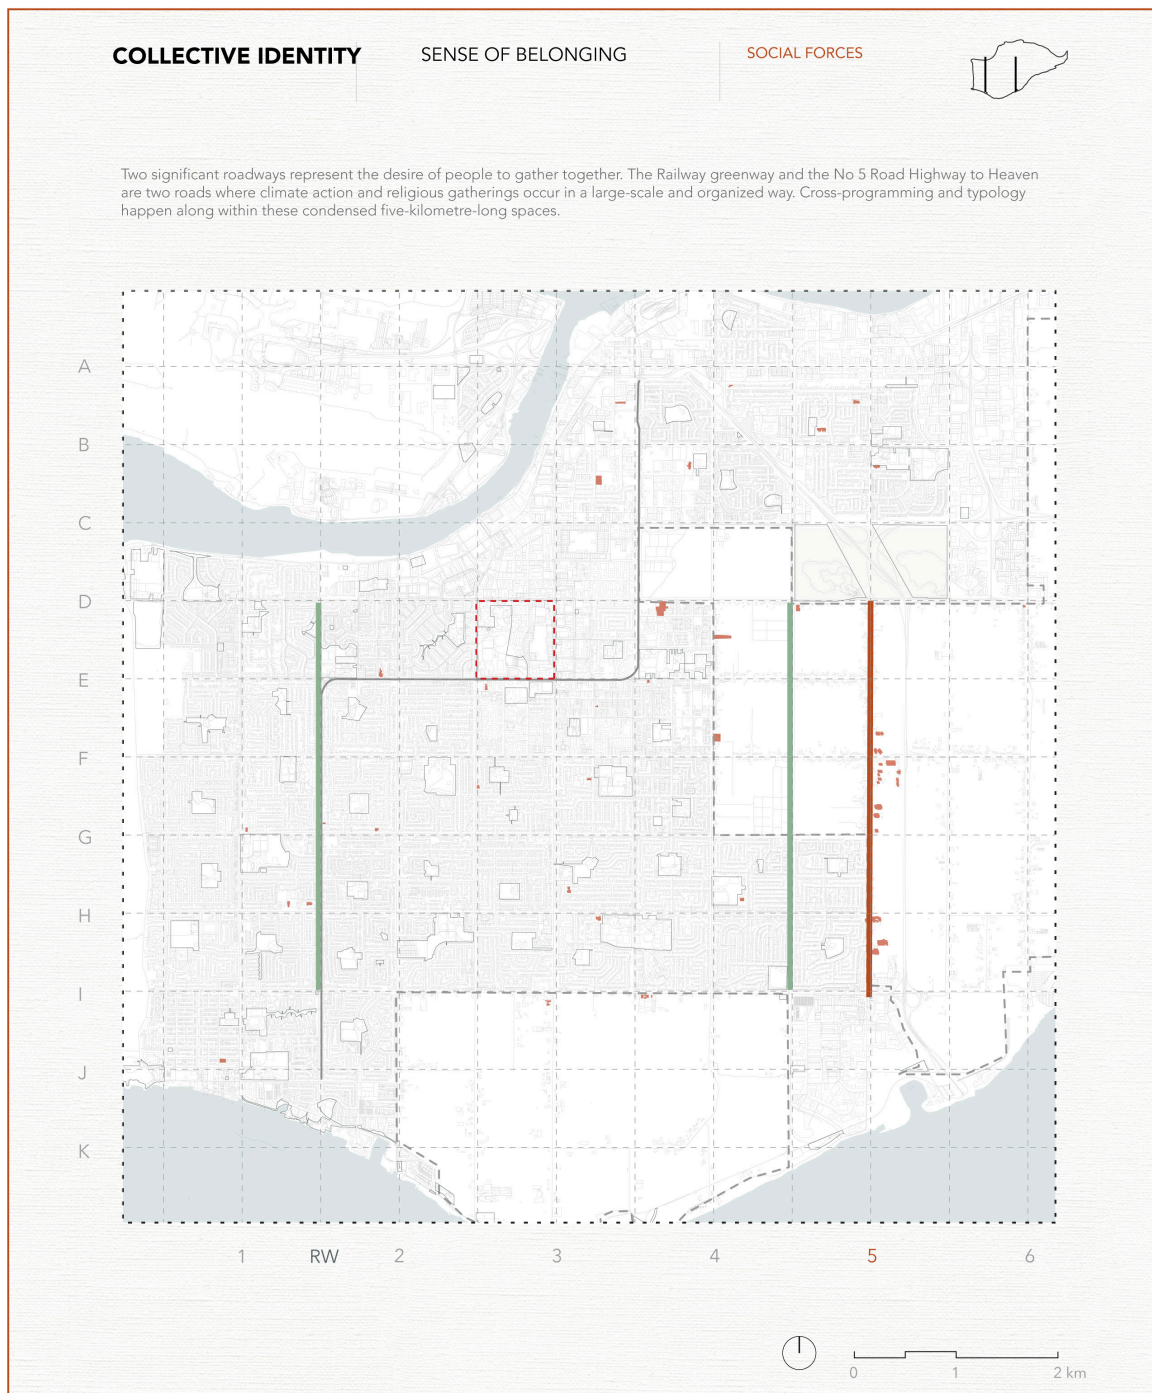 COLLECTIVE IDENTITY
SENSE OF BELONGING
SOCIAL FORCES
Two significant roadways represent the desire of people to gather together. The Railway greenway and the No 5 Road Highway to Heaven
are two roads where climate action and religious gatherings occur in a large-scale and organized way. Cross-programming and typology
happen along within these condensed five-kilometre-long spaces.
A
B
C
D
E
F
G
H
I
J
K
1 RW 2 3 4 5 6
0 1 2 km